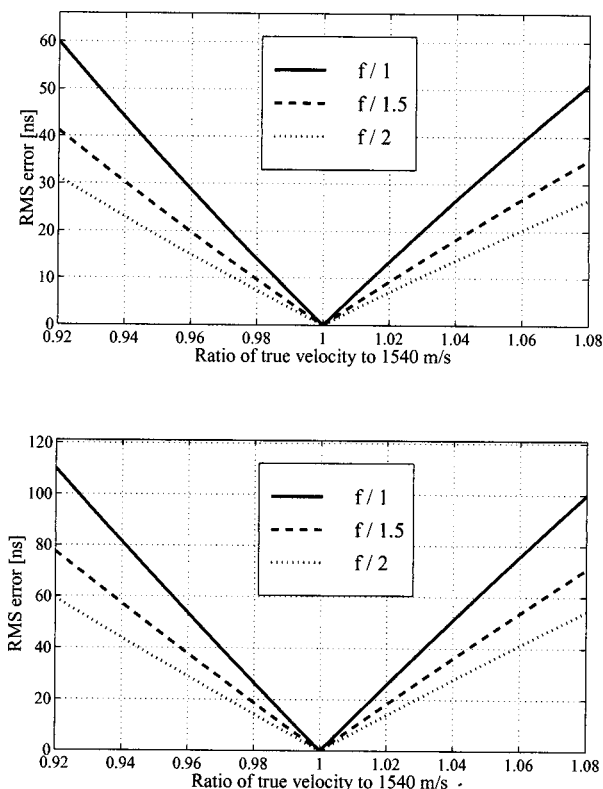 60
50
40
30
20
10
0
RMS error [ns]
f / 1
f / 1.5
f / 2
0.92 0.94 0.96 0.98 1 1.02 1.04 1.06 1.08
Ratio of true velocity to 1540 m/s
120
100
80
60
40
20
0
RMS error [ns]
f / 1
f / 1.5
f / 2
0.92 0.94 0.96 0.98 1 1.02 1.04 1.06 1.08
Ratio of true velocity to 1540 m/s